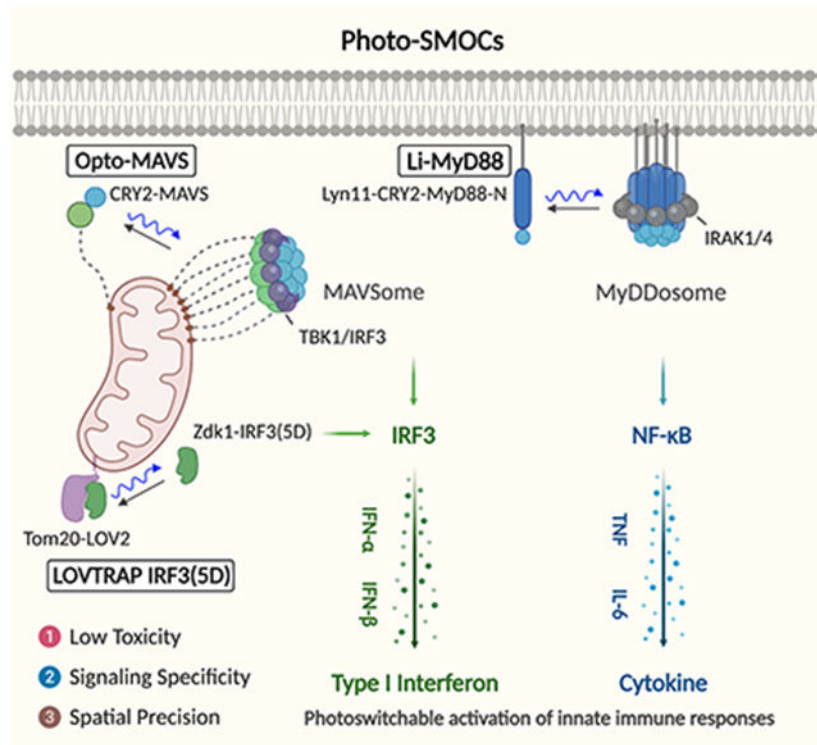 Photo-SMOCs
Opto-MAVS
CRY2-MAVS
Li-MyD88
Lyn11-CRY2-MyD88-N
IRAK1/4
MAVSome
MyDDosome
TBK1/IRF3
Zdk1-IRF3(5D)
IRF3
NF-κB
Tom20-LOV2
LOVTRAP IRF3(5D)
IFN-α
IFN-β
TNF
IL-6
1 Low Toxicity
2 Signaling Specificity
3 Spatial Precision
Type I Interferon
Cytokine
Photoswitchable activation of innate immune responses